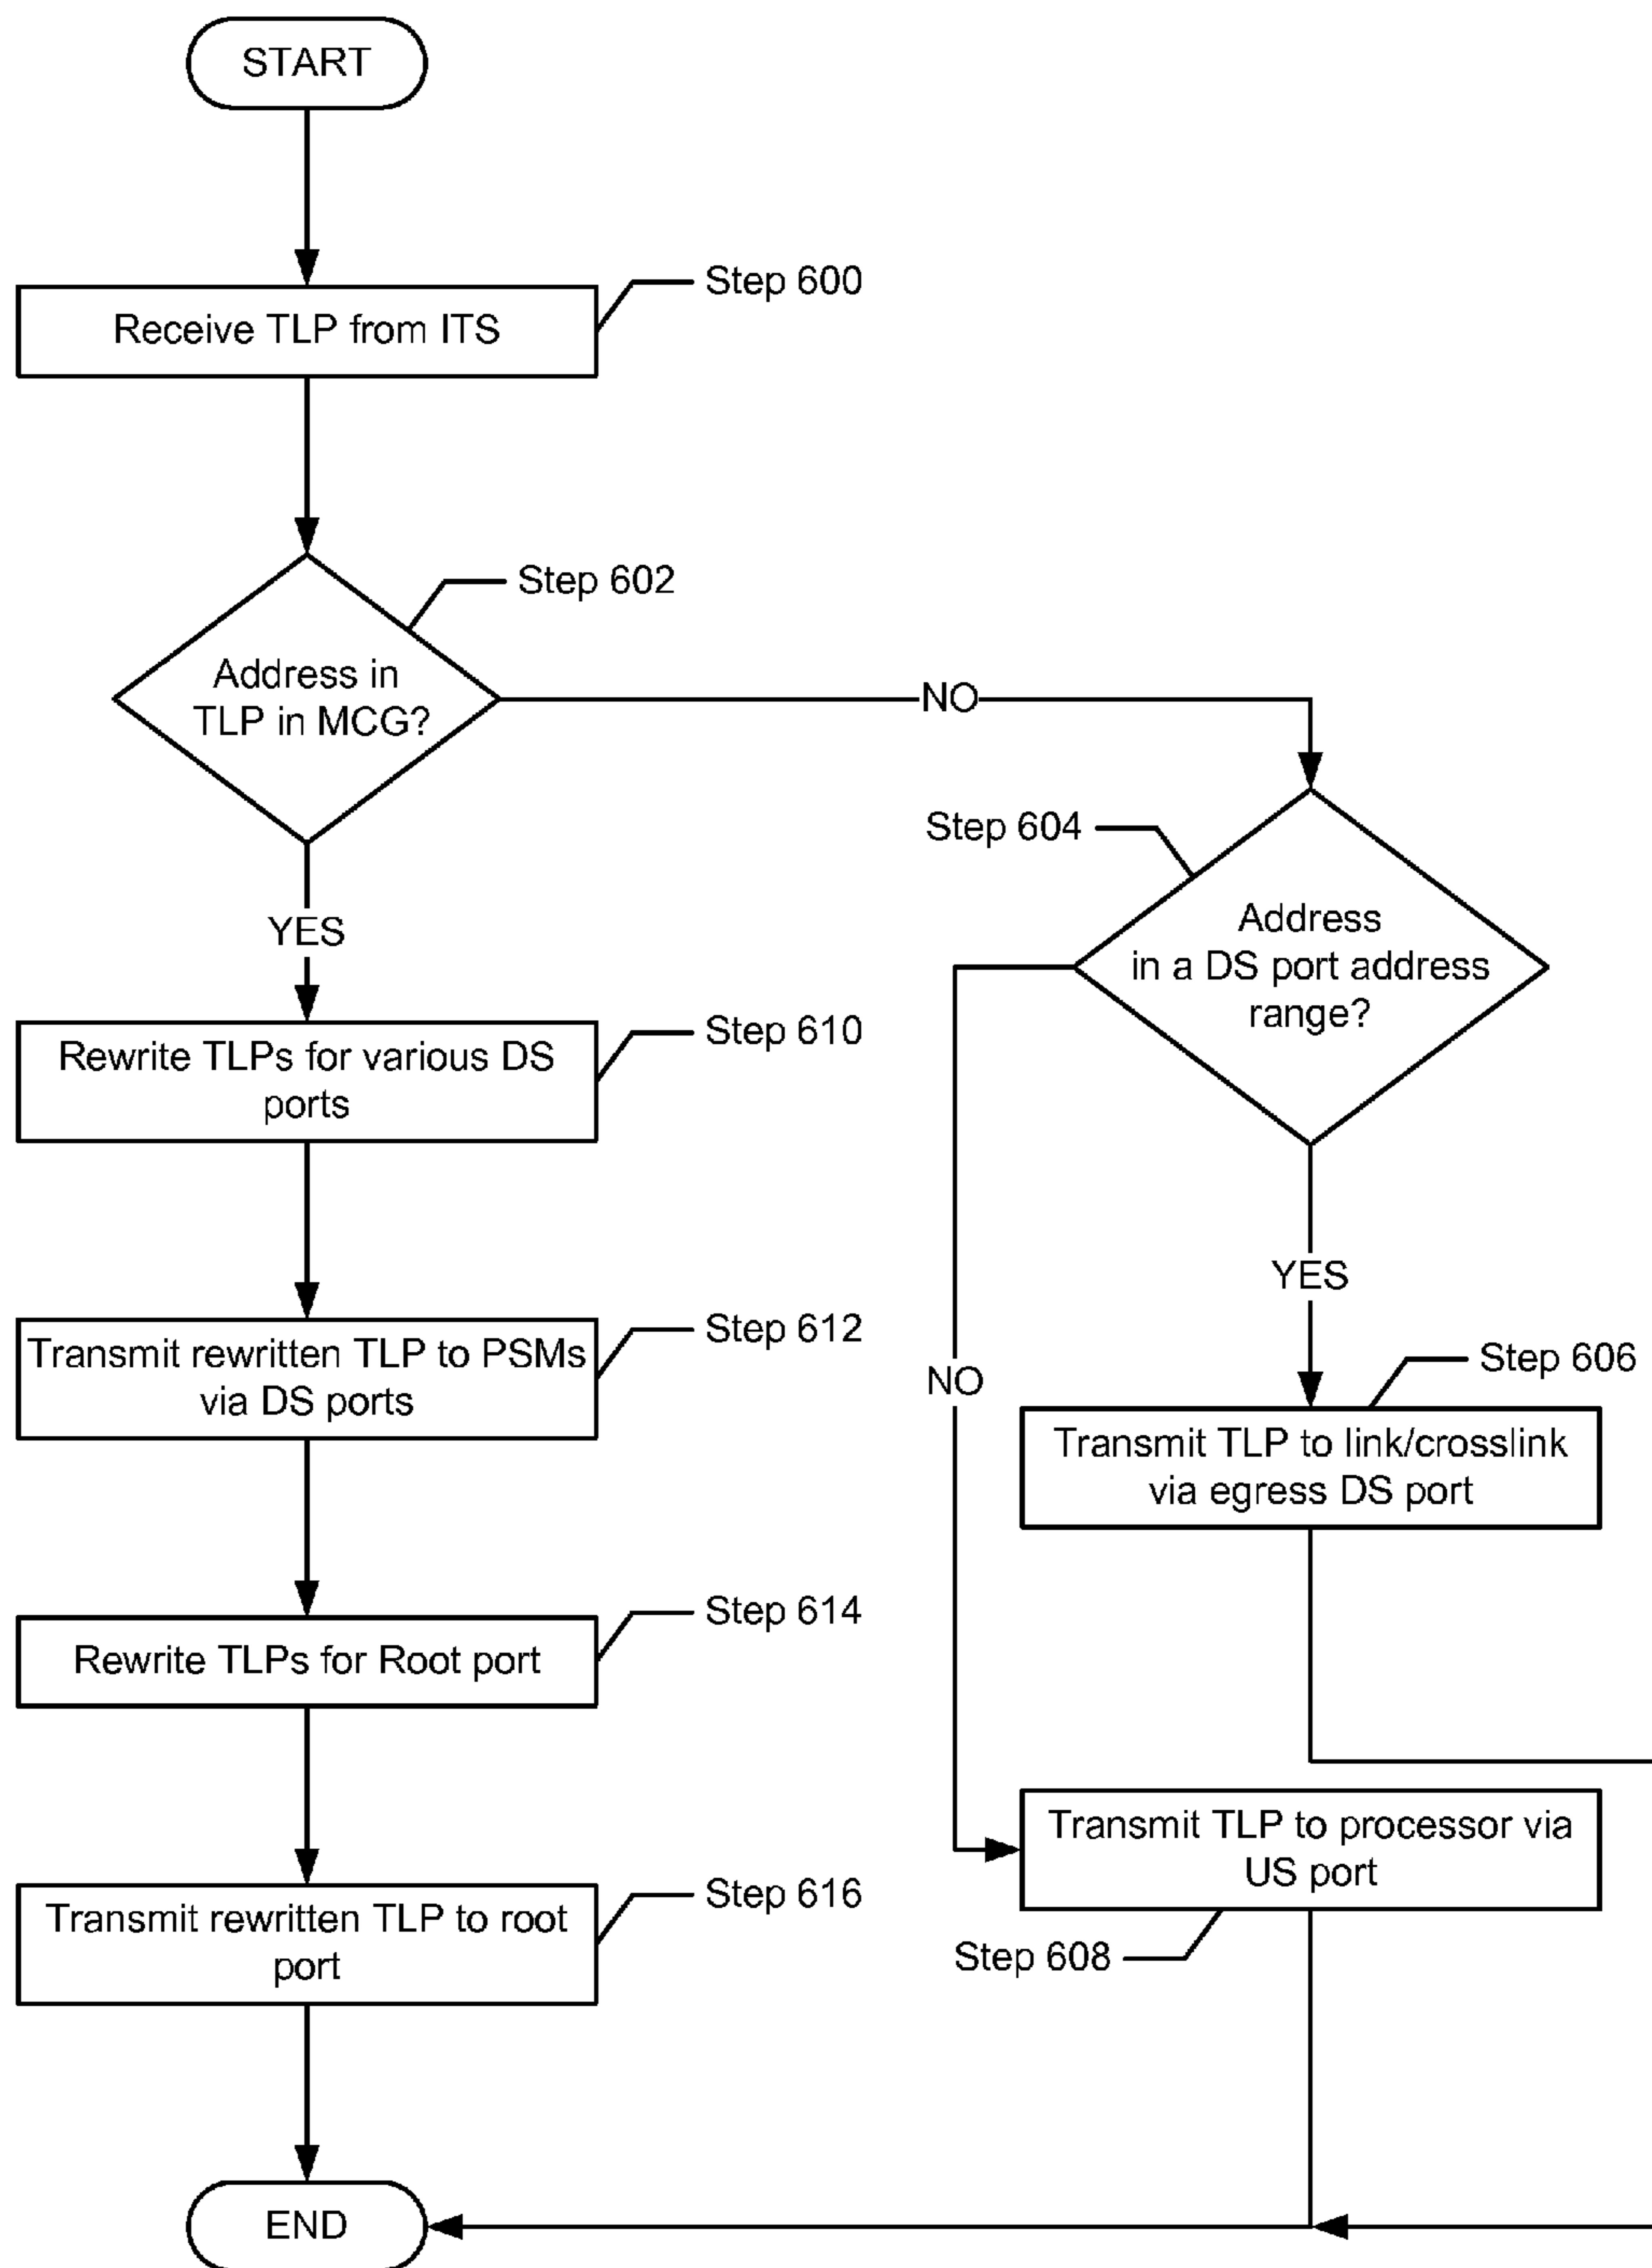 START
Step 600
Receive TLP from ITS
Step 602
Address in
TLP in MCG?
NO
Step 604
Address
in a DS port address
range?
YES
Step 610
Rewrite TLPs for various DS
ports
YES
Step 612
Transmit rewritten TLP to PSMs
via DS ports
NO
Step 606
Transmit TLP to link/crosslink
via egress DS port
Step 614
Rewrite TLPs for Root port
Transmit TLP to processor via
US port
Step 608
Step 616
Transmit rewritten TLP to root
port
END